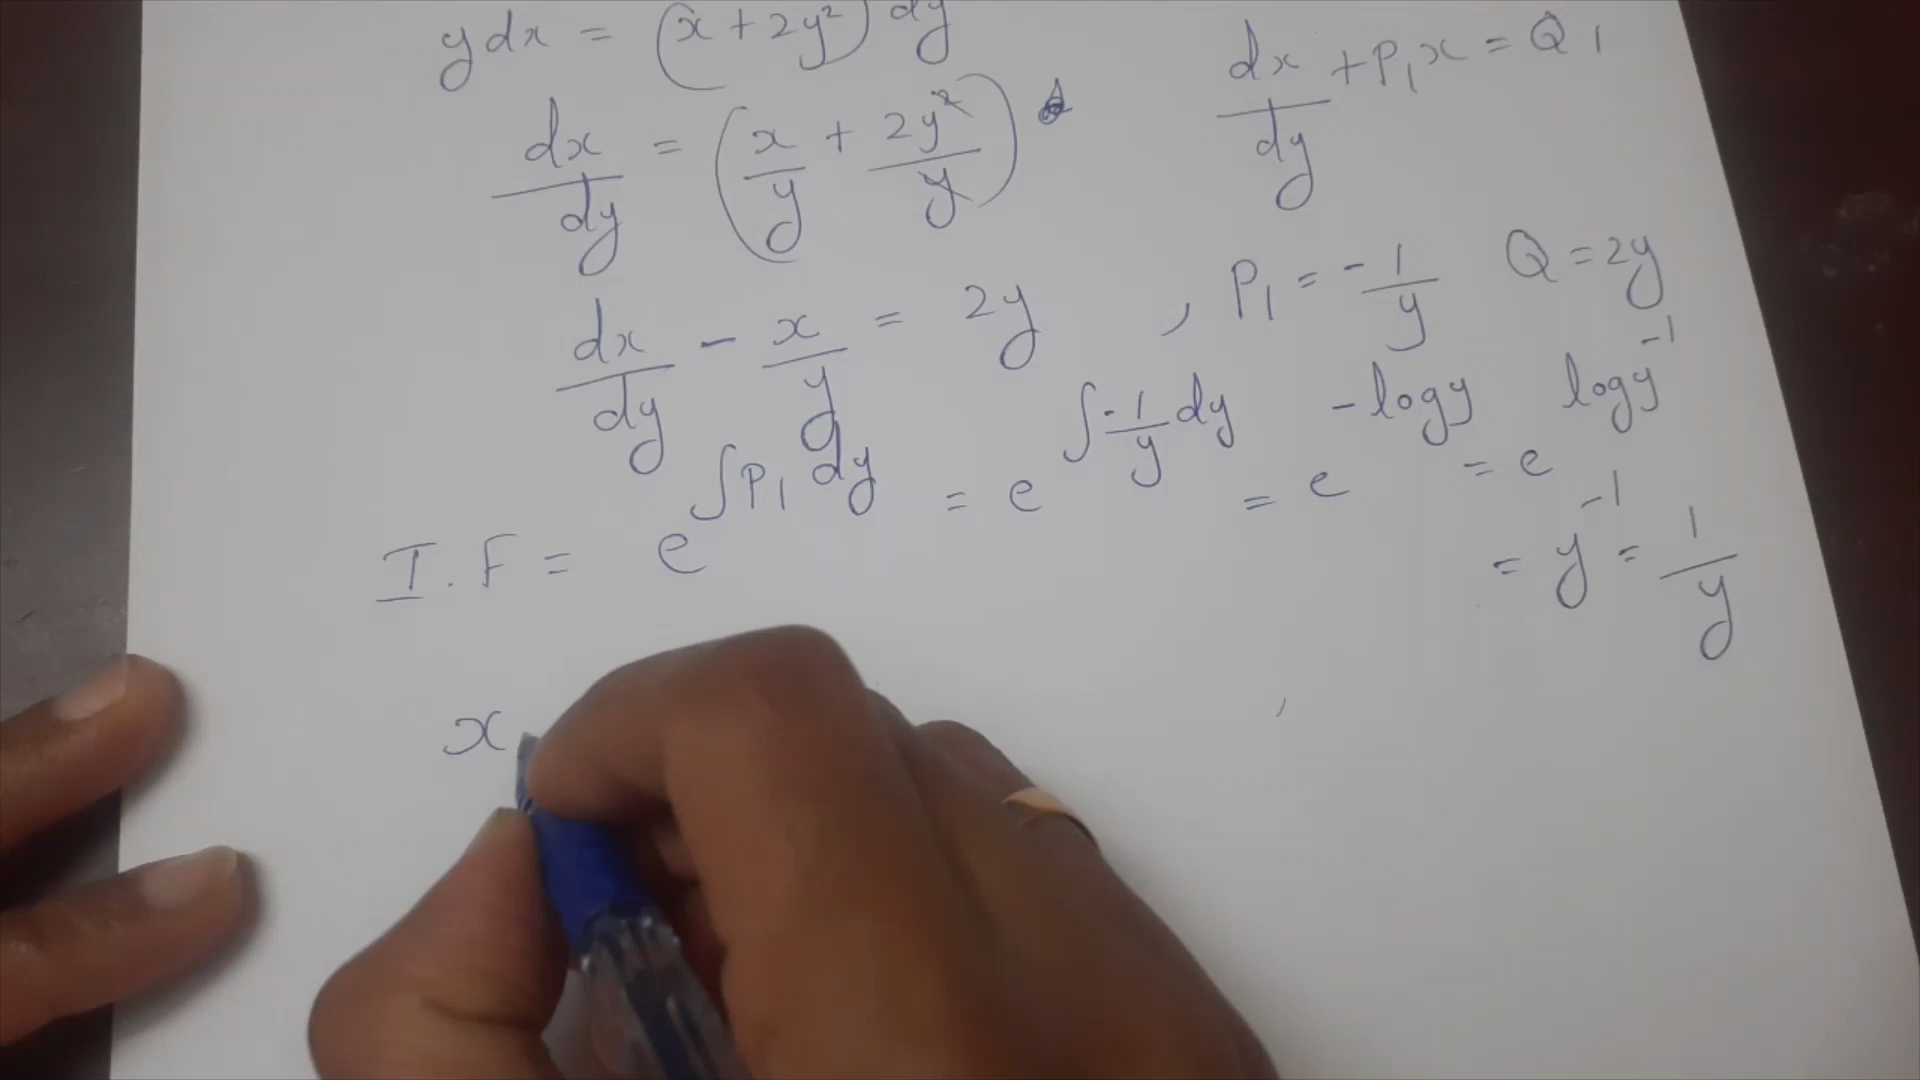 y dx = (x + 2y²) dy
dx/dy + P₁x = Q₁
dx/dy = (x/y + 2y²/y)
dx/dy - x/y = 2y , P₁ = -1/y Q = 2y
I.F = e^∫P₁ dy = e^∫-1/y dy = e^-log y = e^log y⁻¹
= y⁻¹ = 1/y
x